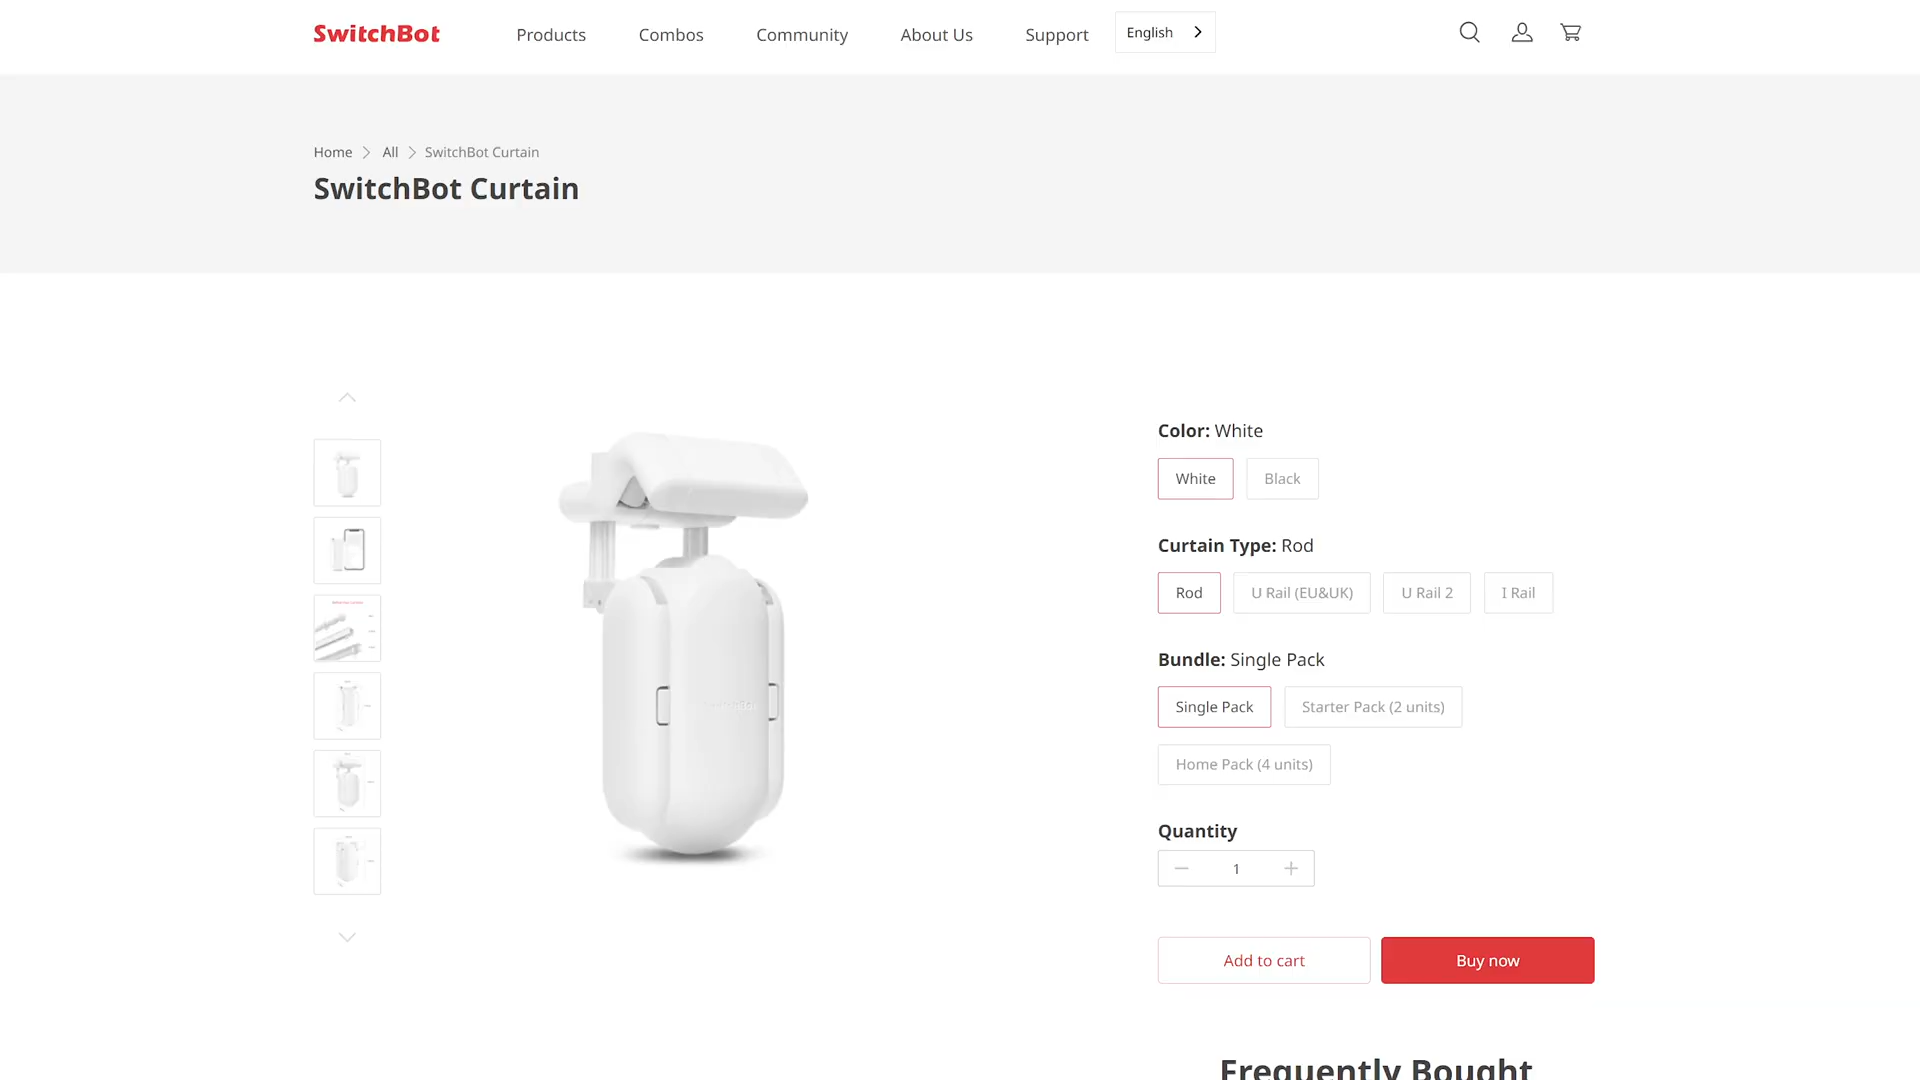 SwitchBot
Products
Combos
Community
About Us
Support
English
Home
All
SwitchBot Curtain
SwitchBot Curtain
Color: White
White
Black
Curtain Type: Rod
Rod
U Rail (EU&UK)
U Rail 2
I Rail
Bundle: Single Pack
Single Pack
Starter Pack (2 units)
Home Pack (4 units)
Quantity
1
Add to cart
Buy now
Frequently Bought